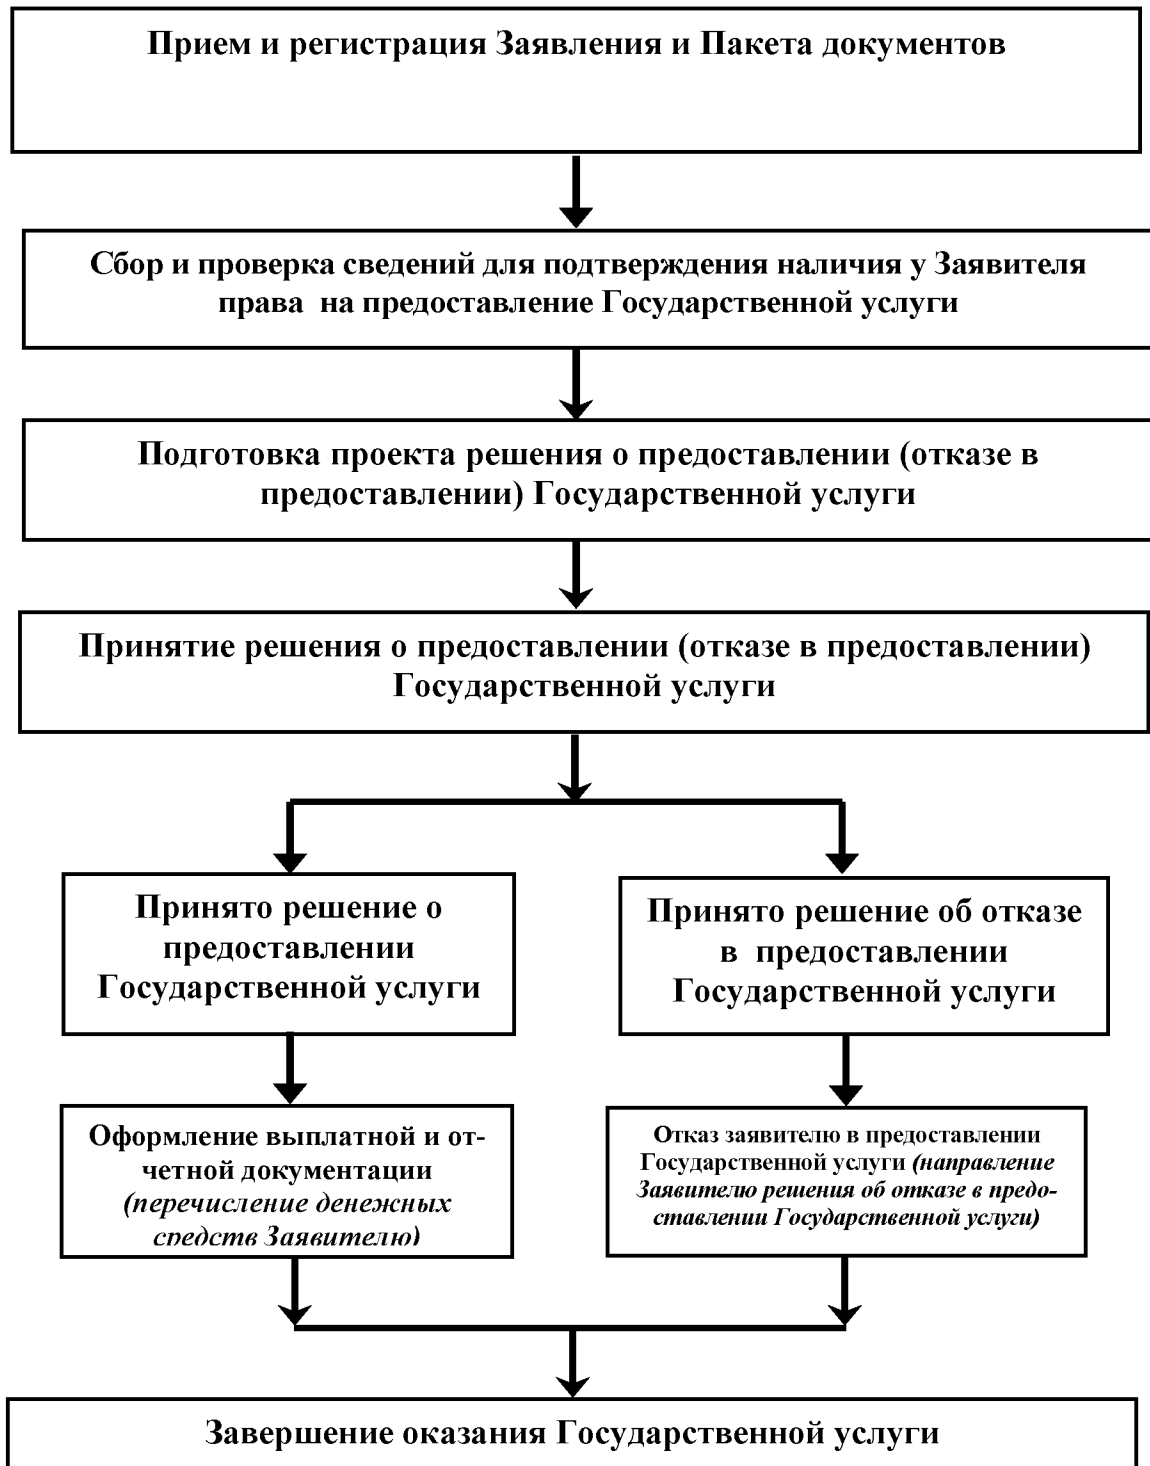 Прием и регистрация Заявления и Пакета документов
Сбор и проверка сведений для подтверждения наличия у Заявителя
права на предоставление Государственной услуги
Подготовка проекта решения о предоставлении (отказе в
предоставлении) Государственной услуги
Принятие решения о предоставлении (отказе в предоставлении)
Государственной услуги
Принято решение о
предоставлении
Государственной услуги
Принято решение об отказе
в предоставлении
Государственной услуги
Оформление выплатной и от-
четной документации
(перечисление денежных
средств Заявителю)
Отказ заявителю в предоставлении
Государственной услуги (направление
Заявителю решения об отказе в предо-
ставлении Государственной услуги)
Завершение оказания Государственной услуги